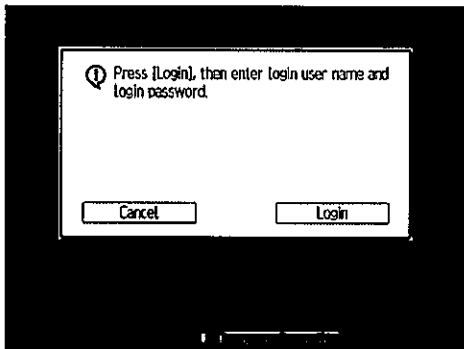 Press [Login], then enter login user name and
login password.
Cancel
Login